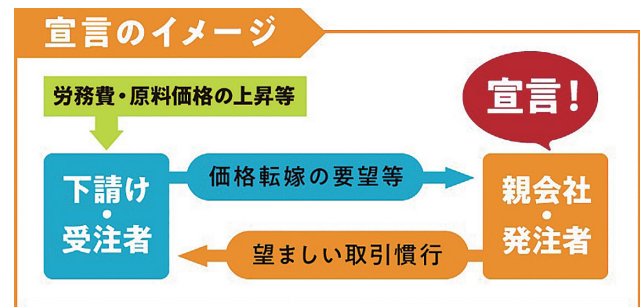 宣言のイメージ
労務費・原料価格の上昇等
宣言！
下請け
・
受注者
価格転嫁の要望等
親会社
・
発注者
望ましい取引慣行